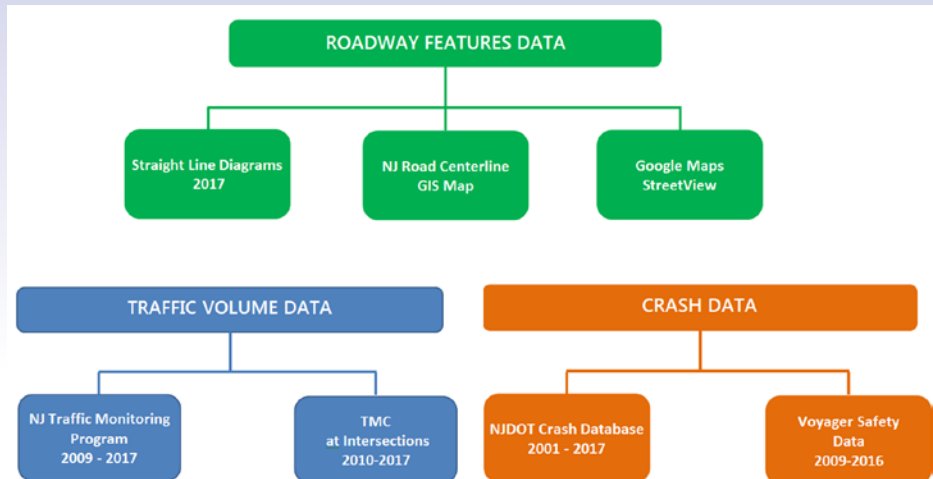 ROADWAY FEATURES DATA
Straight Line Diagrams
2017
NJ Road Centerline
GIS Map
Google Maps
StreetView
TRAFFIC VOLUME DATA
NJ Traffic Monitoring
Program
2009 - 2017
TMC
at Intersections
2010-2017
CRASH DATA
NJDOT Crash Database
2001 - 2017
Voyager Safety
Data
2009-2016